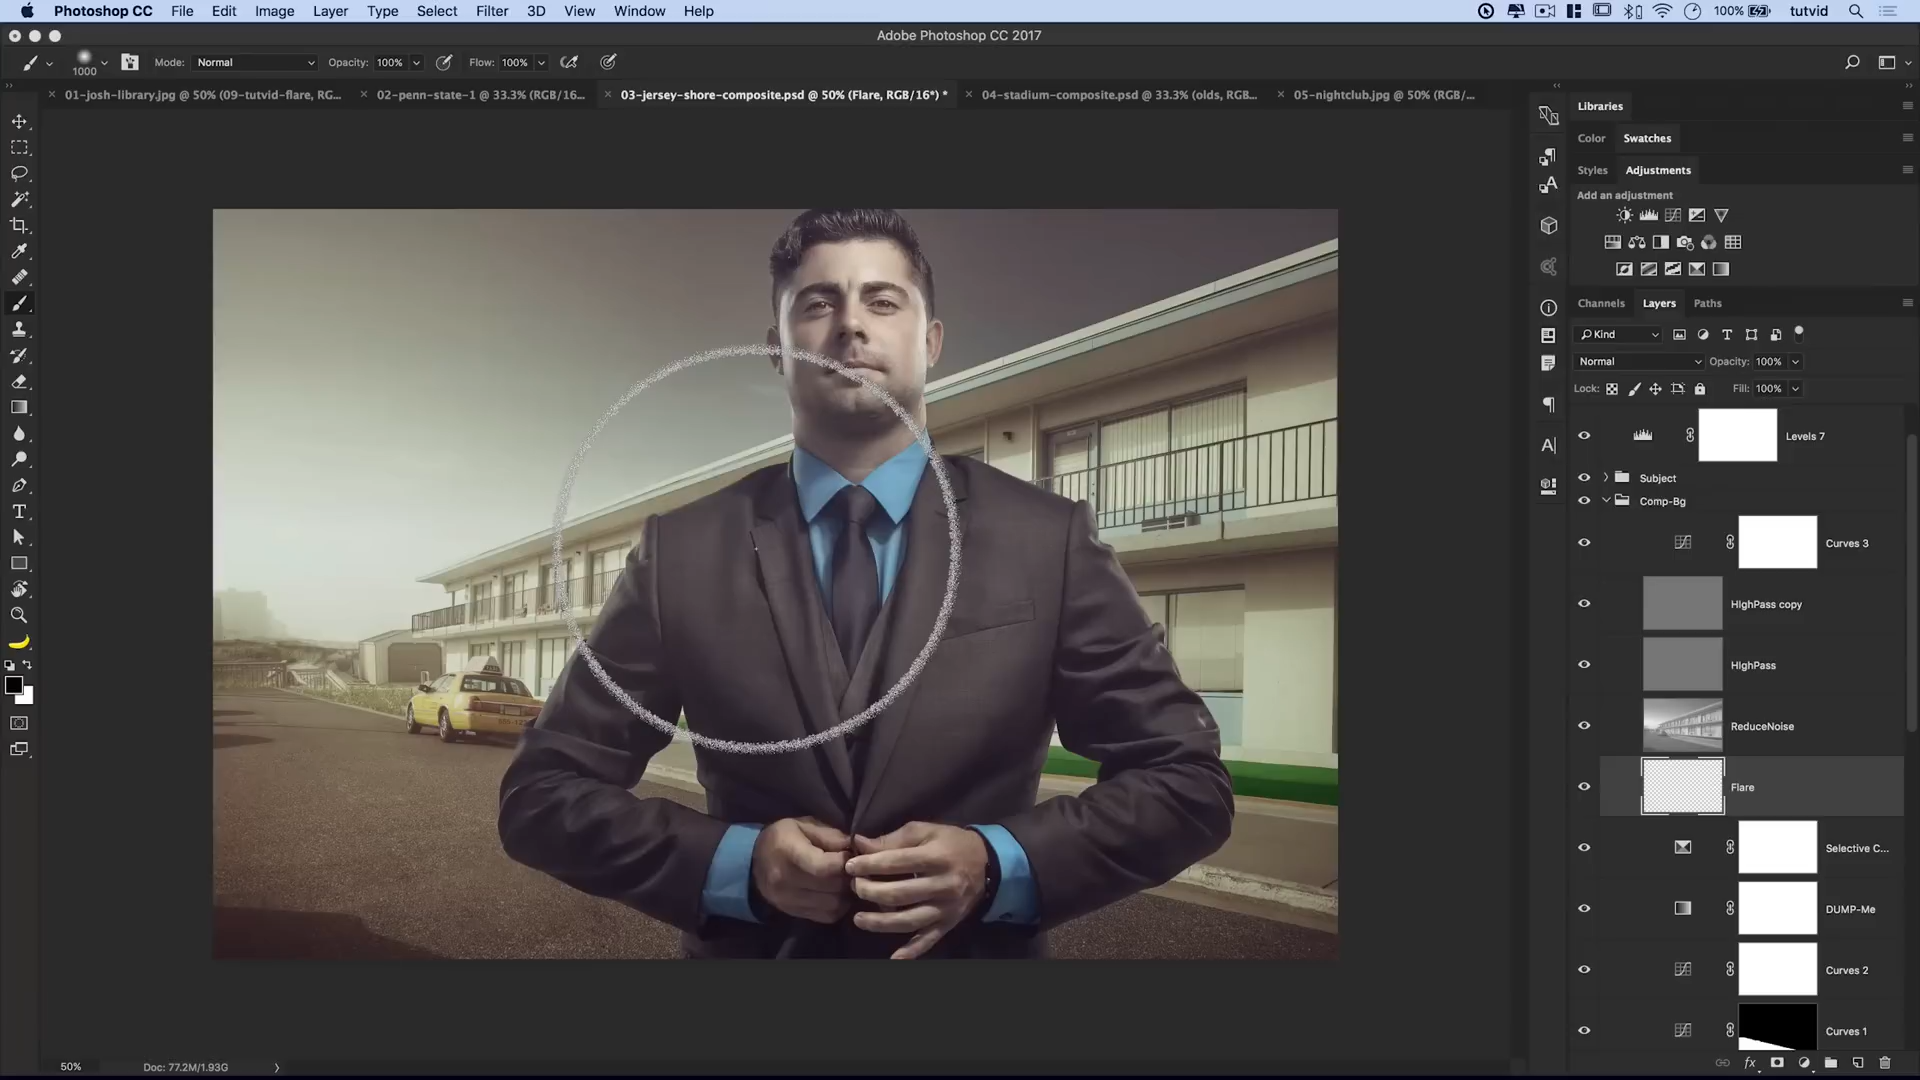 Photoshop CC File Edit Image Layer Type Select Filter 3D View Window Help 100% tutvid
Adobe Photoshop CC 2017
1000 Mode: Normal Opacity: 100% Flow: 100%
01-josh-library.jpg @ 50% (09-tutvid-flare, RG... 02-penn-state-1 @ 33.3% (RGB/16... 03-jersey-shore-composite.psd @ 50% (Flare, RGB/16*) * 04-stadium-composite.psd @ 33.3% (olds, RGB... 05-nightclub.jpg @ 50% (RGB/...
Libraries
Color Swatches
Styles Adjustments
Add an adjustment
Channels Layers Paths
Kind
Normal Opacity: 100%
Lock: Fill: 100%
Levels 7
Subject
Comp-Bg
Curves 3
HIghPass copy
HIghPass
ReduceNoise
Flare
Selective C...
DUMP-Me
Curves 2
Curves 1
50% Doc: 77.2M/1.93G